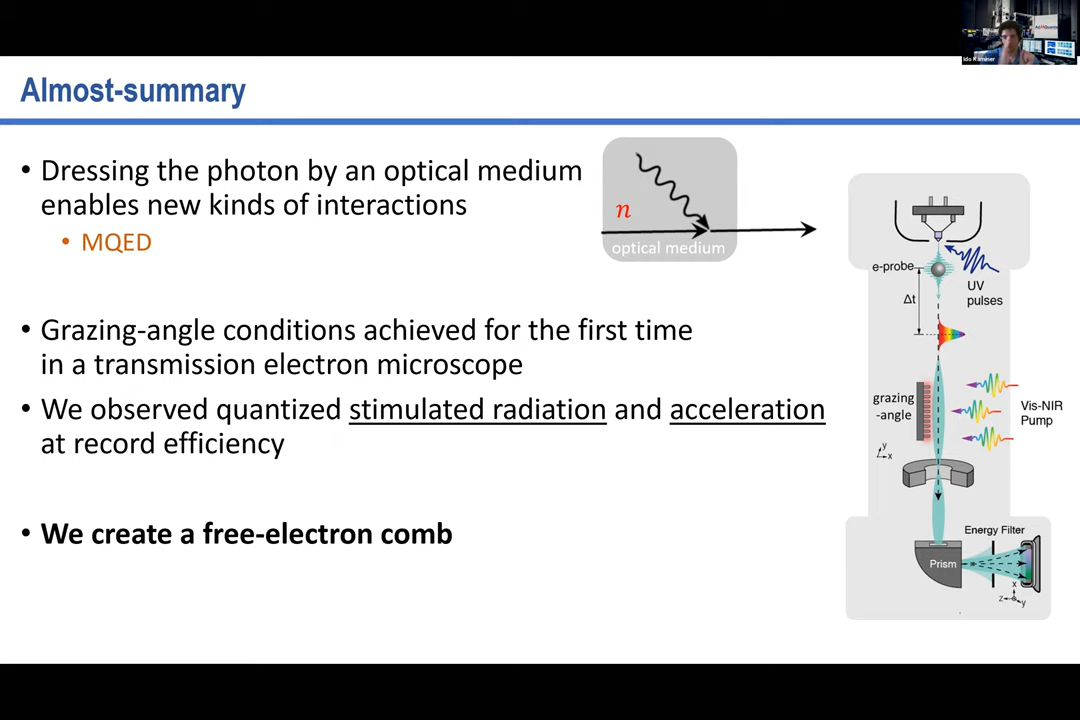 Ido Kaminer
Almost-summary
• Dressing the photon by an optical medium
enables new kinds of interactions
• MQED
n
optical medium
• Grazing-angle conditions achieved for the first time
in a transmission electron microscope
• We observed quantized stimulated radiation and acceleration
at record efficiency
• We create a free-electron comb
e-probe
UV
pulses
Δt
grazing
-angle
Vis-NIR
Pump
y
x
Energy Filter
Prism
x
z
y